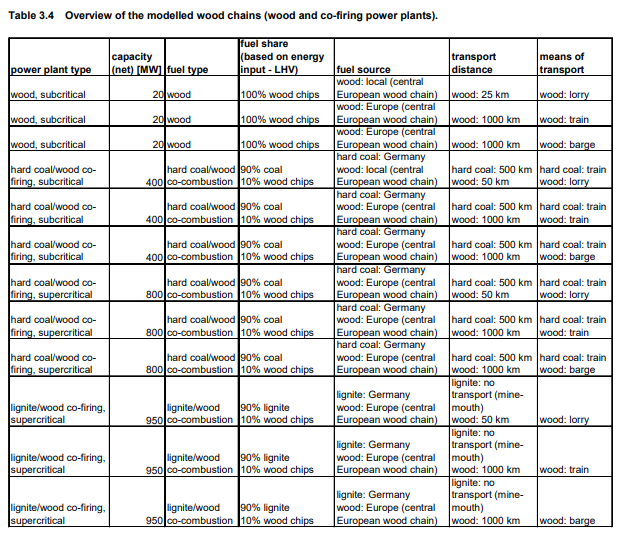 Table 3.4 Overview of the modelled wood chains (wood and co-firing power plants).
power plant type | capacity (net) [MW] | fuel type | fuel share (based on energy input - LHV) | fuel source | transport distance | means of transport
wood, subcritical | 20 | wood | 100% wood chips | wood: local (central European wood chain) | wood: 25 km | wood: lorry
wood, subcritical | 20 | wood | 100% wood chips | wood: Europe (central European wood chain) | wood: 1000 km | wood: train
wood, subcritical | 20 | wood | 100% wood chips | wood: Europe (central European wood chain) | wood: 1000 km | wood: barge
hard coal/wood co-firing, subcritical | 400 | hard coal/wood co-combustion | 90% coal 10% wood chips | hard coal: Germany wood: local (central European wood chain) | hard coal: 500 km wood: 50 km | hard coal: train wood: lorry
hard coal/wood co-firing, subcritical | 400 | hard coal/wood co-combustion | 90% coal 10% wood chips | hard coal: Germany wood: Europe (central European wood chain) | hard coal: 500 km wood: 1000 km | hard coal: train wood: train
hard coal/wood co-firing, subcritical | 400 | hard coal/wood co-combustion | 90% coal 10% wood chips | hard coal: Germany wood: Europe (central European wood chain) | hard coal: 500 km wood: 1000 km | hard coal: train wood: barge
hard coal/wood co-firing, supercritical | 800 | hard coal/wood co-combustion | 90% coal 10% wood chips | hard coal: Germany wood: Europe (central European wood chain) | hard coal: 500 km wood: 50 km | hard coal: train wood: lorry
hard coal/wood co-firing, supercritical | 800 | hard coal/wood co-combustion | 90% coal 10% wood chips | hard coal: Germany wood: Europe (central European wood chain) | hard coal: 500 km wood: 1000 km | hard coal: train wood: train
hard coal/wood co-firing, supercritical | 800 | hard coal/wood co-combustion | 90% coal 10% wood chips | hard coal: Germany wood: Europe (central European wood chain) | hard coal: 500 km wood: 1000 km | hard coal: train wood: barge
lignite/wood co-firing, supercritical | 950 | lignite/wood co-combustion | 90% lignite 10% wood chips | lignite: Germany wood: Europe (central European wood chain) | lignite: no transport (mine-mouth) wood: 50 km | wood: lorry
lignite/wood co-firing, supercritical | 950 | lignite/wood co-combustion | 90% lignite 10% wood chips | lignite: Germany wood: Europe (central European wood chain) | lignite: no transport (mine-mouth) wood: 1000 km | wood: train
lignite/wood co-firing, supercritical | 950 | lignite/wood co-combustion | 90% lignite 10% wood chips | lignite: Germany wood: Europe (central European wood chain) | lignite: no transport (mine-mouth) wood: 1000 km | wood: barge